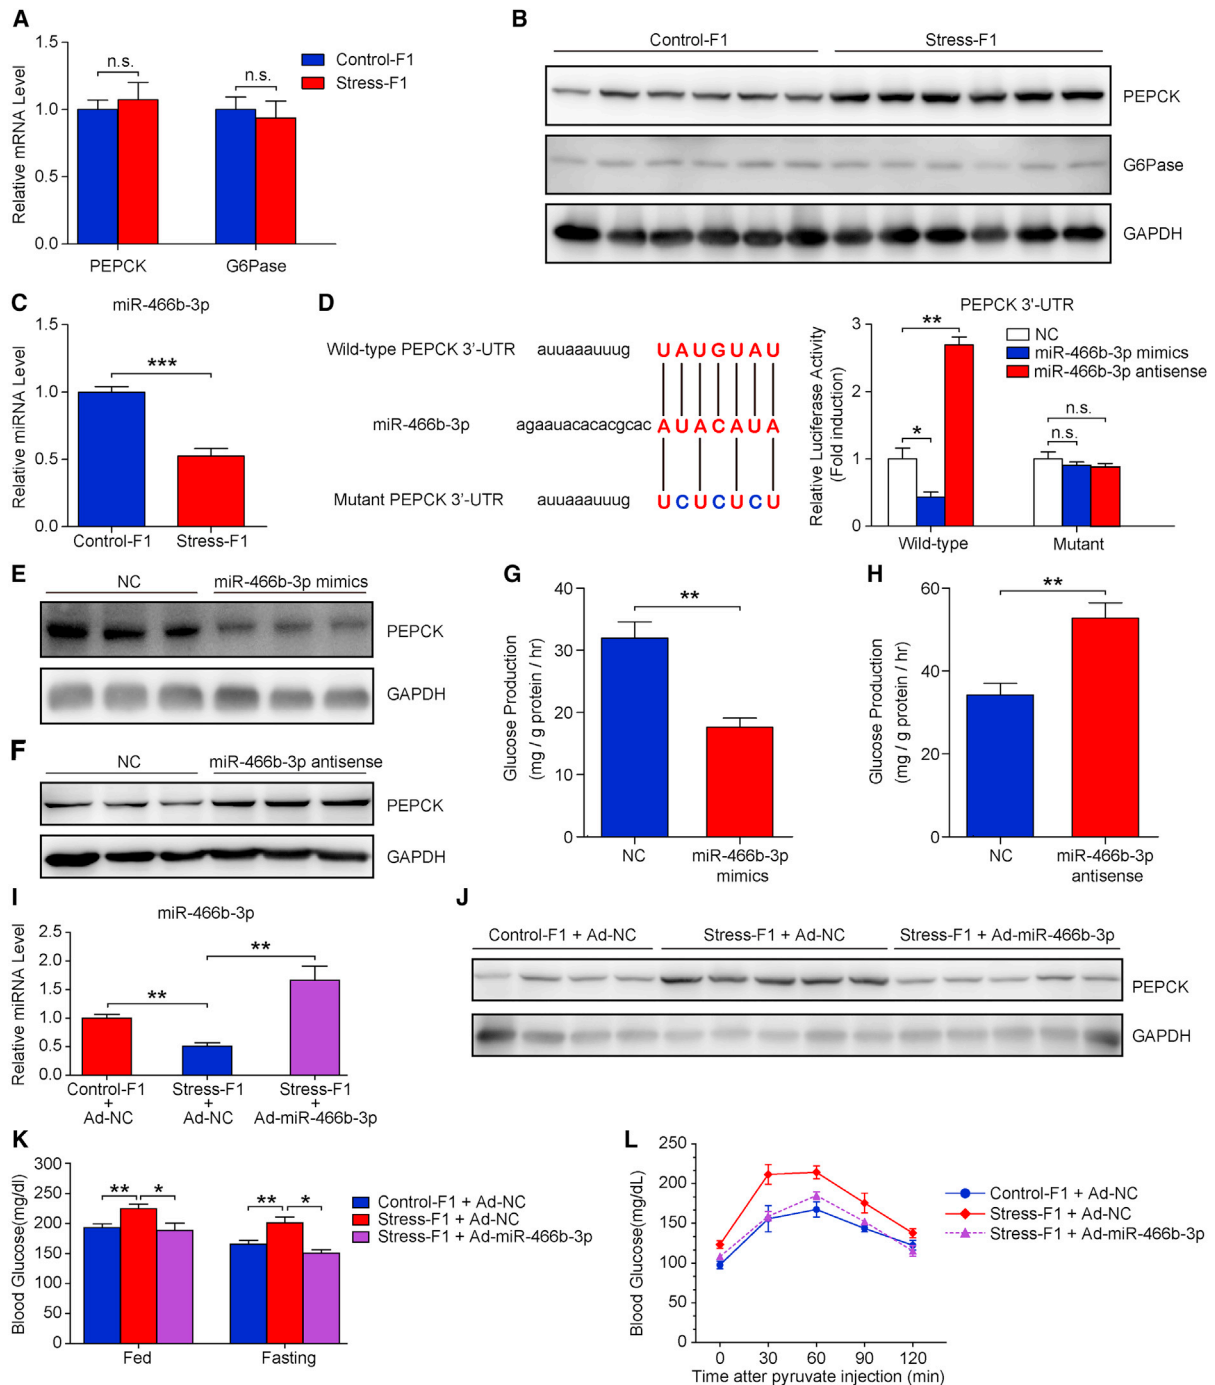 A
Relative mRNA Level
1.5
1.0
0.5
0.0
n.s.
n.s.
PEPCK
G6Pase
Control-F1
Stress-F1
B
Control-F1
Stress-F1
PEPCK
G6Pase
GAPDH
C
miR-466b-3p
Relative miRNA Level
1.5
1.0
0.5
0.0
***
Control-F1
Stress-F1
D
Wild-type PEPCK 3'-UTR
auuaaauuug
UAUGUAU
miR-466b-3p
agaauacacacgcac
AUACAUA
Mutant PEPCK 3'-UTR
auuaaauuug
UCUCUCU
PEPCK 3'-UTR
Relative Luciferase Activity
(Fold induction)
3
2
1
0
**
*
n.s.
n.s.
NC
miR-466b-3p mimics
miR-466b-3p antisense
Wild-type
Mutant
E
NC
miR-466b-3p mimics
PEPCK
GAPDH
F
NC
miR-466b-3p antisense
PEPCK
GAPDH
G
Glucose Production
(mg / g protein / hr)
40
30
20
10
0
**
NC
miR-466b-3p
mimics
H
Glucose Production
(mg / g protein / hr)
60
40
20
0
**
NC
miR-466b-3p
antisense
I
miR-466b-3p
Relative miRNA Level
2.5
2.0
1.5
1.0
0.5
0.0
**
**
Control-F1
+
Ad-NC
Stress-F1
+
Ad-NC
Stress-F1
+
Ad-miR-466b-3p
J
Control-F1 + Ad-NC
Stress-F1 + Ad-NC
Stress-F1 + Ad-miR-466b-3p
PEPCK
GAPDH
K
Blood Glucose(mg/dl)
300
250
200
150
100
50
0
**
*
**
*
Fed
Fasting
Control-F1 + Ad-NC
Stress-F1 + Ad-NC
Stress-F1 + Ad-miR-466b-3p
L
Blood Glucose(mg/dL)
250
200
150
100
50
0
0
30
60
90
120
Time atter pyruvate injection (min)
Control-F1 + Ad-NC
Stress-F1 + Ad-NC
Stress-F1 + Ad-miR-466b-3p